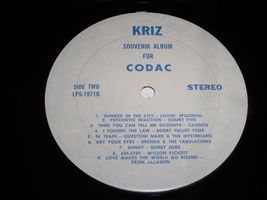 KRIZ
SOUVENIR ALBUM
FOR
CODAC
SIDE TWO
LPS-1971B
STEREO
1. SUMMER IN THE CITY - LOVIN' SPOONFUL
2. PSYCHOTIC REACTION - COUNT FIVE
3. THEN YOU CAN TELL ME GOODBYE - CASINOS
4. I FOUGHT THE LAW - BOBBY FULLER FOUR
5. 96 TEARS - QUESTION MARK & THE MYSTERIANS
6. DRY YOUR EYES - BRENDA & THE TABULATIONS
7. SUNNY - BOBBY HEBB
8. 634-5789 - WILSON PICKETT
9. LOVE MAKES THE WORLD GO ROUND -
DEON JACKSON